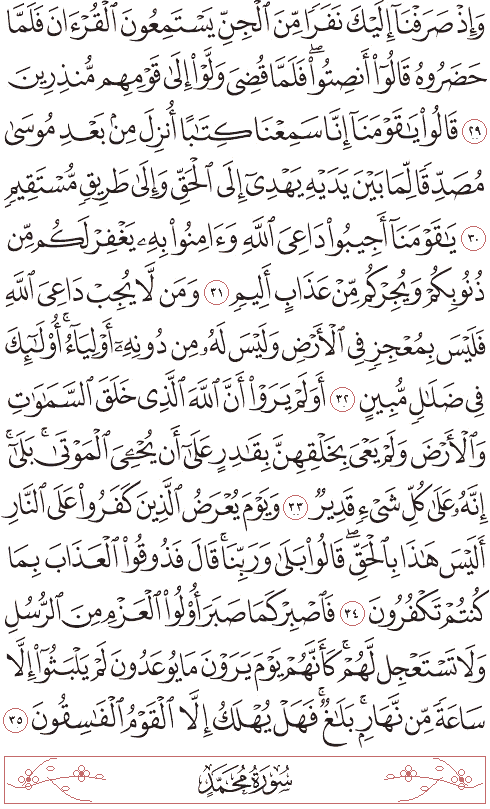 وَإِذْ صَرَفْنَآ إِلَيْكَ نَفَرًا مِّنَ ٱلْجِنِّ يَسْتَمِعُونَ ٱلْقُرْءَانَ فَلَمَّا
حَضَرُوهُ قَالُوٓا۟ أَنصِتُوا۟ ۖ فَلَمَّا قُضِىَ وَلَّوْا۟ إِلَىٰ قَوْمِهِم مُّنذِرِينَ
٢٩ قَالُوا۟ يَٰقَوْمَنَآ إِنَّا سَمِعْنَا كِتَٰبًا أُنزِلَ مِنۢ بَعْدِ مُوسَىٰ
مُصَدِّقًا لِّمَا بَيْنَ يَدَيْهِ يَهْدِىٓ إِلَى ٱلْحَقِّ وَإِلَىٰ طَرِيقٍ مُّسْتَقِيمٍ
٣٠ يَٰقَوْمَنَآ أَجِيبُوا۟ دَاعِىَ ٱللَّهِ وَءَامِنُوا۟ بِهِۦ يَغْفِرْ لَكُم مِّن
ذُنُوبِكُمْ وَيُجِرْكُم مِّنْ عَذَابٍ أَلِيمٍ ٣١ وَمَن لَّا يُجِبْ دَاعِىَ ٱللَّهِ
فَلَيْسَ بِمُعْجِزٍ فِى ٱلْأَرْضِ وَلَيْسَ لَهُۥ مِن دُونِهِۦٓ أَوْلِيَآءُ ۚ أُو۟لَٰٓئِكَ
فِى ضَلَٰلٍ مُّبِينٍ ٣٢ أَوَلَمْ يَرَوْا۟ أَنَّ ٱللَّهَ ٱلَّذِى خَلَقَ ٱلسَّمَٰوَٰتِ
وَٱلْأَرْضَ وَلَمْ يَعْىَ بِخَلْقِهِنَّ بِقَٰدِرٍ عَلَىٰٓ أَن يُحْۦِىَ ٱلْمَوْتَىٰ ۚ بَلَىٰٓ
إِنَّهُۥ عَلَىٰ كُلِّ شَىْءٍ قَدِيرٌ ٣٣ وَيَوْمَ يُعْرَضُ ٱلَّذِينَ كَفَرُوا۟ عَلَى ٱلنَّارِ
أَلَيْسَ هَٰذَا بِٱلْحَقِّ ۖ قَالُوا۟ بَلَىٰ وَرَبِّنَا ۚ قَالَ فَذُوقُوا۟ ٱلْعَذَابَ بِمَا
كُنتُمْ تَكْفُرُونَ ٣٤ فَٱصْبِرْ كَمَا صَبَرَ أُو۟لُوا۟ ٱلْعَزْمِ مِنَ ٱلرُّسُلِ
وَلَا تَسْتَعْجِل لَّهُمْ ۚ كَأَنَّهُمْ يَوْمَ يَرَوْنَ مَا يُوعَدُونَ لَمْ يَلْبَثُوٓا۟ إِلَّا
سَاعَةً مِّن نَّهَارٍۭ ۚ بَلَٰغٌ ۚ فَهَلْ يُهْلَكُ إِلَّا ٱلْقَوْمُ ٱلْفَٰسِقُونَ ٣٥
سُورَةُ مُحَمَّدٍ